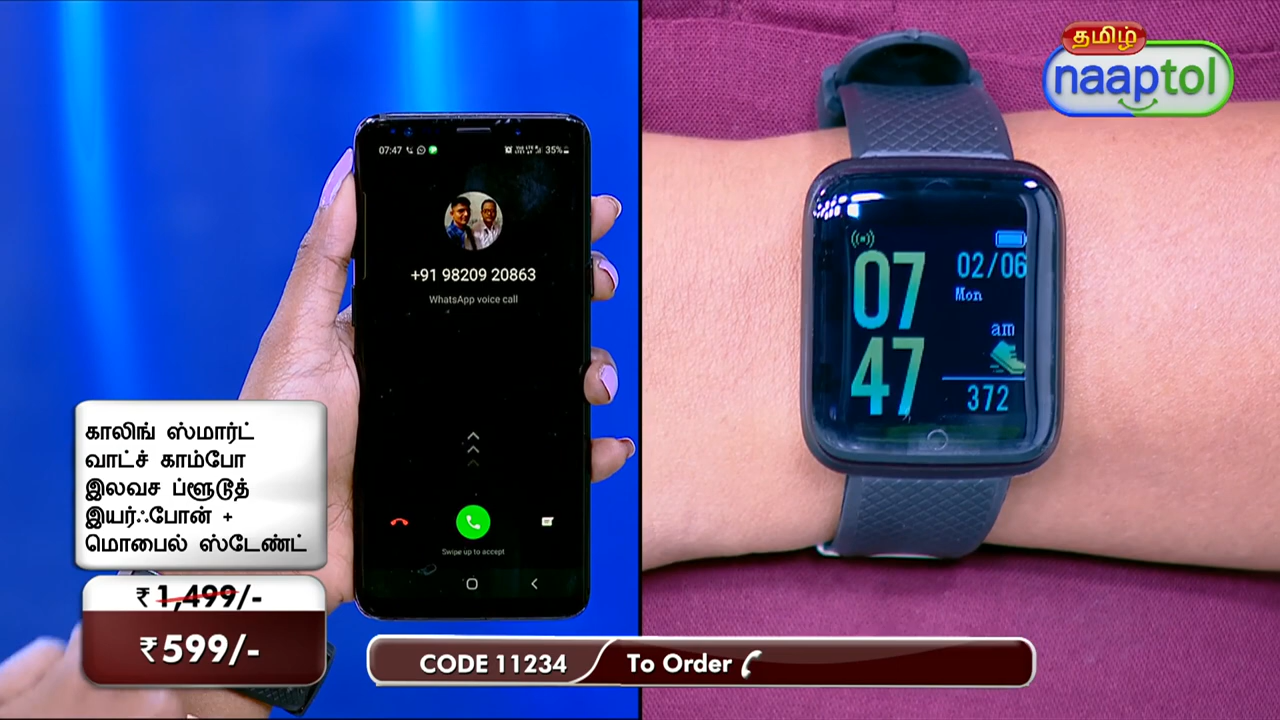 தமிழ்
naaptol
07:47
35%
+91 98209 20863
WhatsApp voice call
Swipe up to accept
02/06
Mon
07
am
47
372
காலிங் ஸ்மார்ட்
வாட்ச் காம்போ
இலவச ப்ளூடூத்
இயர்ஃபோன் +
மொபைல் ஸ்டேண்ட்
₹1,499/-
₹599/-
CODE 11234 To Order